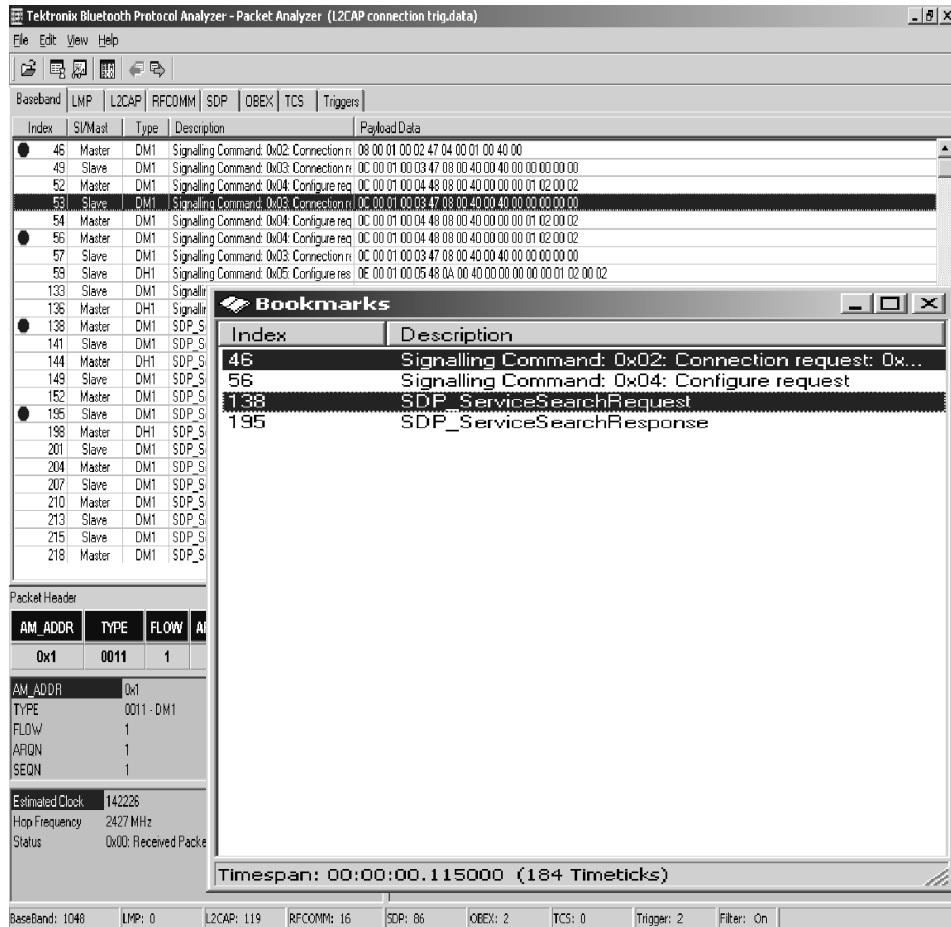 Tektronix Bluetooth Protocol Analyzer - Packet Analyzer (L2CAP connection trig.data)
File Edit View Help
Baseband LMP L2CAP RFCOMM SDP OBEX TCS Triggers
Index Sl/Mast Type Description Payload Data
46 Master DM1 Signalling Command: 0x02: Connection re 08 00 01 00 02 47 04 00 01 00 40 00
49 Slave DM1 Signalling Command: 0x03: Connection re 0C 00 01 00 03 47 08 00 40 00 40 00 00 00 00 00
52 Master DM1 Signalling Command: 0x04: Configure req 0C 00 01 00 04 48 08 00 40 00 00 00 01 02 00 02
53 Slave DM1 Signalling Command: 0x03: Connection re 0C 00 01 00 03 47 08 00 40 00 40 00 00 00 00 00
54 Master DM1 Signalling Command: 0x04: Configure req 0C 00 01 00 04 48 08 00 40 00 00 00 01 02 00 02
56 Master DM1 Signalling Command: 0x04: Configure req 0C 00 01 00 04 48 08 00 40 00 00 00 01 02 00 02
57 Slave DM1 Signalling Command: 0x03: Connection re 0C 00 01 00 03 47 08 00 40 00 40 00 00 00 00 00
59 Slave DH1 Signalling Command: 0x05: Configure res 0E 00 01 00 05 48 0A 00 40 00 00 00 00 00 01 02 00 02
133 Slave DM1 Signallin
136 Master DH1 Signallin
138 Master DM1 SDP_S
141 Slave DM1 SDP_S
144 Master DH1 SDP_S
149 Slave DM1 SDP_S
152 Master DM1 SDP_S
195 Slave DM1 SDP_S
198 Master DH1 SDP_S
201 Slave DM1 SDP_S
204 Master DM1 SDP_S
207 Slave DM1 SDP_S
210 Master DM1 SDP_S
213 Slave DM1 SDP_S
215 Slave DM1 SDP_S
218 Master DM1 SDP_S
Bookmarks
Index Description
46 Signalling Command: 0x02: Connection request: 0x...
56 Signalling Command: 0x04: Configure request
138 SDP_ServiceSearchRequest
195 SDP_ServiceSearchResponse
Timespan: 00:00:00.115000 (184 Timeticks)
Packet Header
AM_ADDR TYPE FLOW
0x1 0011 1
AM_ADDR 0x1
TYPE 0011 - DM1
FLOW 1
ARQN 1
SEQN 1
Estimated Clock 142226
Hop Frequency 2427 MHz
Status 0x00: Received Packe
BaseBand: 1048 LMP: 0 L2CAP: 119 RFCOMM: 16 SDP: 86 OBEX: 2 TCS: 0 Trigger: 2 Filter: On